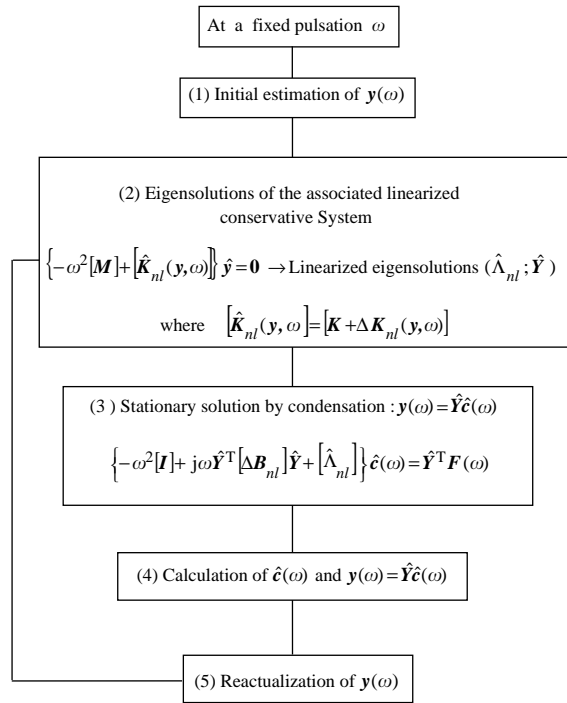 At a fixed pulsation ω
(1) Initial estimation of y(ω)
(2) Eigensolutions of the associated linearized
conservative System
{-ω²[M]+[K̂ₙₗ(y,ω)]} ŷ=0 →Linearized eigensolutions (Λ̂ₙₗ;Ŷ)
where [K̂ₙₗ(y, ω]=[K+ΔKₙₗ(y,ω)]
(3 ) Stationary solution by condensation : y(ω)=Ŷĉ(ω)
{-ω²[I]+ jωŶᵀ[ΔBₙₗ]Ŷ+[Λ̂ₙₗ]}ĉ(ω)=ŶᵀF(ω)
(4) Calculation of ĉ(ω) and y(ω)=Ŷĉ(ω)
(5) Reactualization of y(ω)